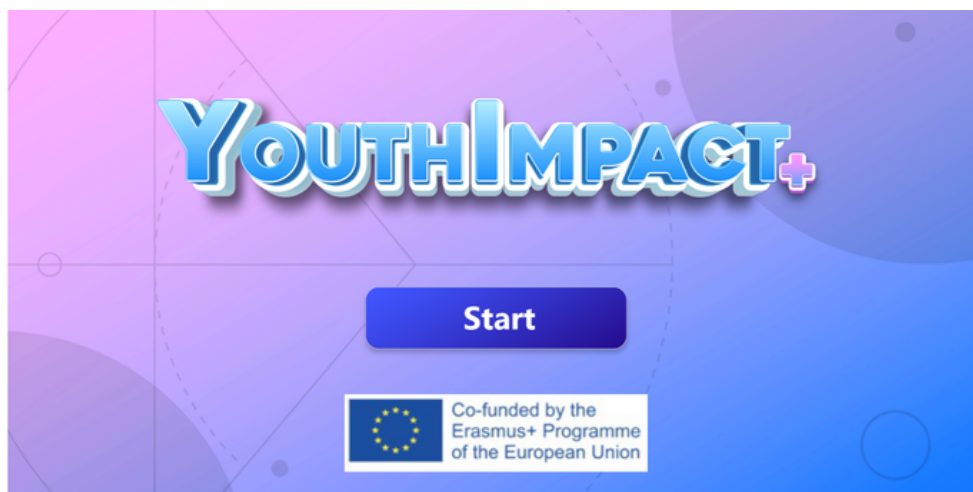 YOUTHIMPACT+
Start
Co-funded by the
Erasmus+ Programme
of the European Union